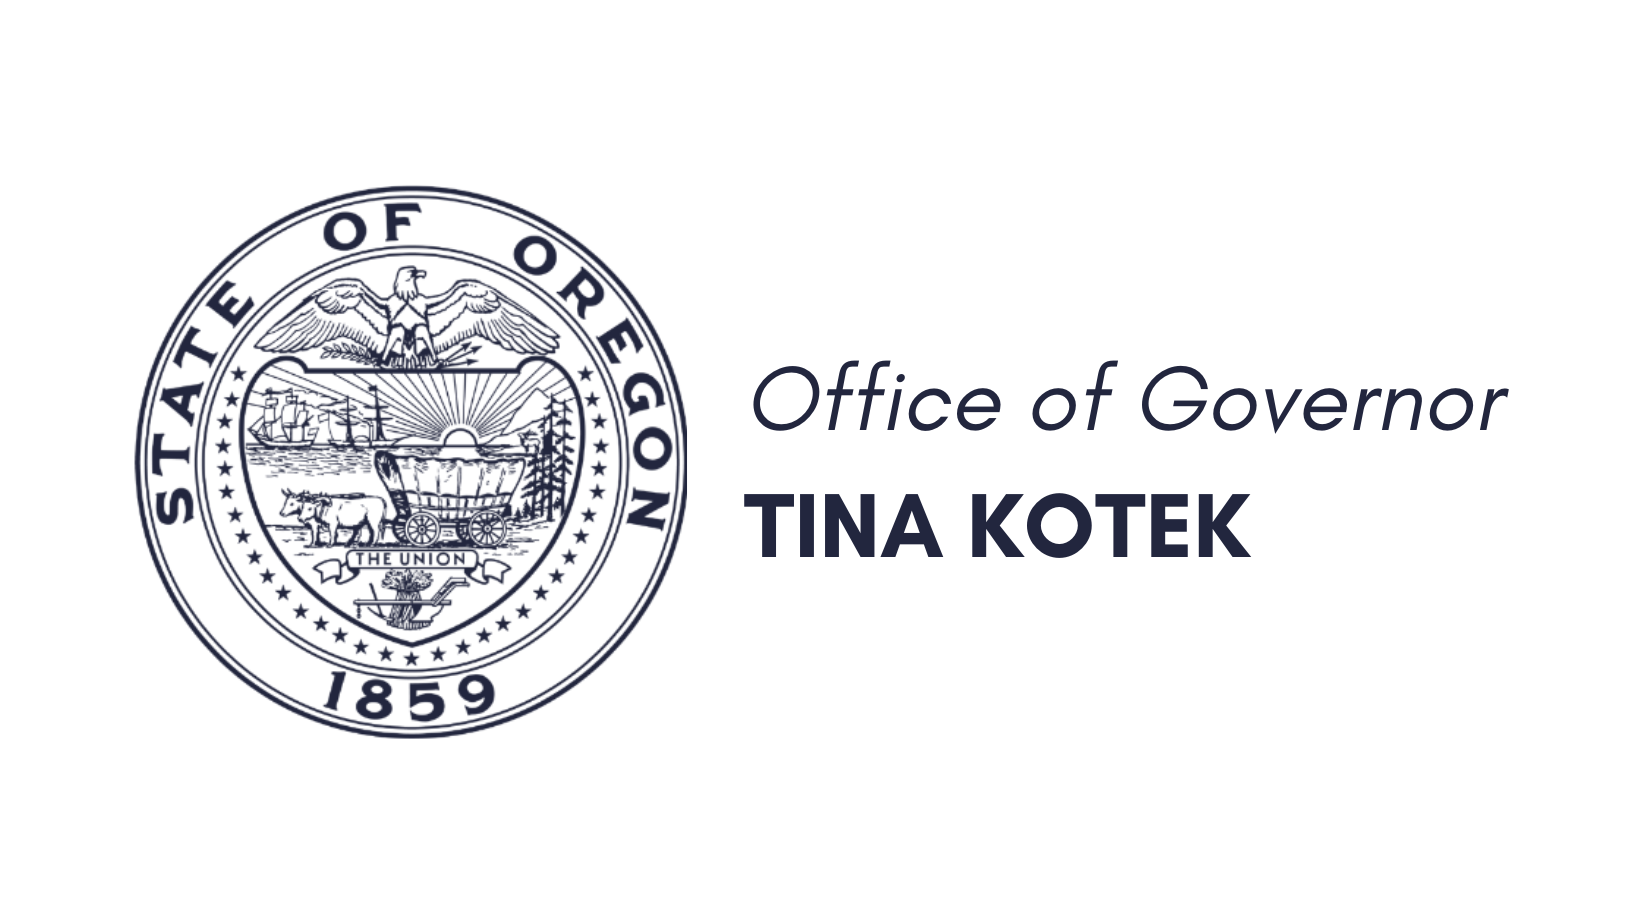 STATE OF OREGON
THE UNION
1859
Office of Governor
TINA KOTEK